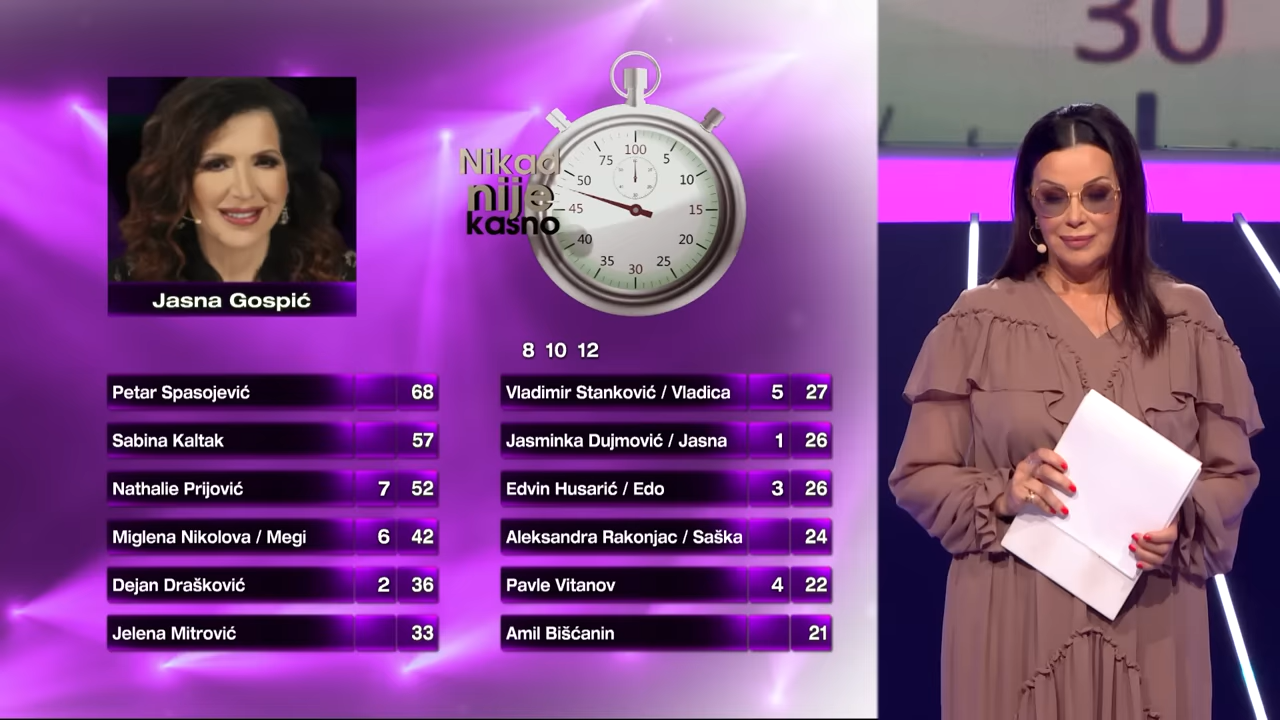 Jasna Gospić
Nikad
nije
kasno
100
5
10
15
20
25
30
35
40
45
50
75
8 10 12
Petar Spasojević 68
Sabina Kaltak 57
Nathalie Prijović 7 52
Miglena Nikolova / Megi 6 42
Dejan Drašković 2 36
Jelena Mitrović 33
Vladimir Stanković / Vladica 5 27
Jasminka Dujmović / Jasna 1 26
Edvin Husarić / Edo 3 26
Aleksandra Rakonjac / Saška 24
Pavle Vitanov 4 22
Amil Bišćanin 21
30